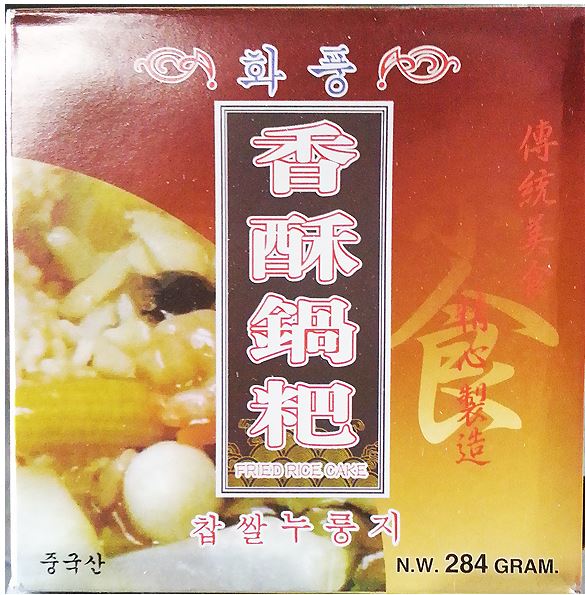 화풍
香酥鍋粑
FRIED RICE CAKE
찹쌀누룽지
傳統美食
精心製造
食
중국산
N.W. 284 GRAM.